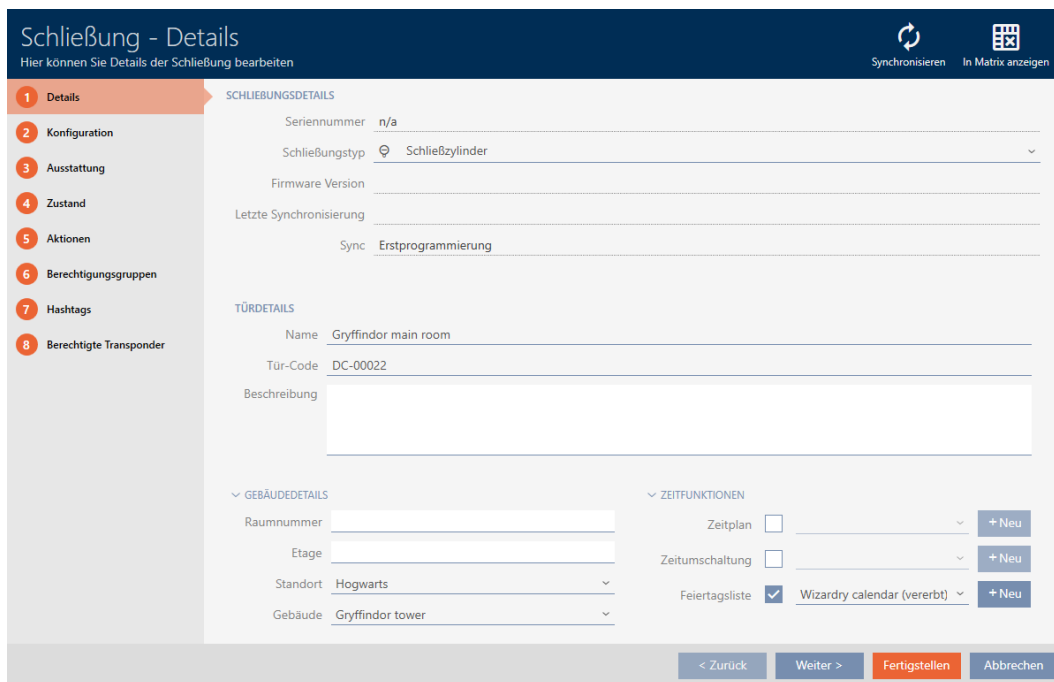 Schließung - Details
Hier können Sie Details der Schließung bearbeiten
Synchronisieren
In Matrix anzeigen
1 Details
2 Konfiguration
3 Ausstattung
4 Zustand
5 Aktionen
6 Berechtigungsgruppen
7 Hashtags
8 Berechtigte Transponder
SCHLIEßUNGSDETAILS
Seriennummer n/a
Schließungstyp Schließzylinder
Firmware Version
Letzte Synchronisierung
Sync Erstprogrammierung
TÜRDETAILS
Name Gryffindor main room
Tür-Code DC-00022
Beschreibung
GEBÄUDEDETAILS
Raumnummer
Etage
Standort Hogwarts
Gebäude Gryffindor tower
ZEITFUNKTIONEN
Zeitplan + Neu
Zeitumschaltung + Neu
Feiertagsliste Wizardry calendar (vererbt) + Neu
< Zurück
Weiter >
Fertigstellen
Abbrechen